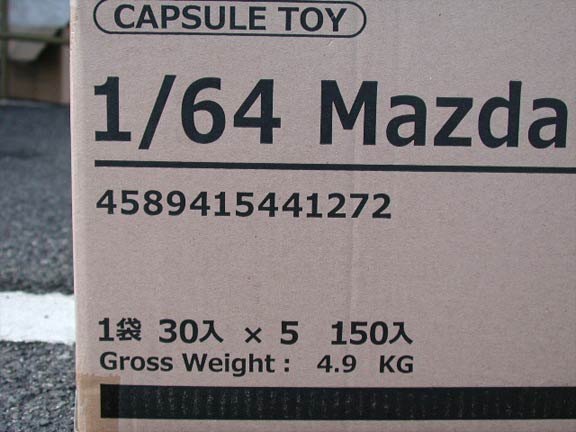 CAPSULE TOY
1/64 Mazda
4589415441272
1袋 30入 × 5 150入
Gross Weight : 4.9 KG